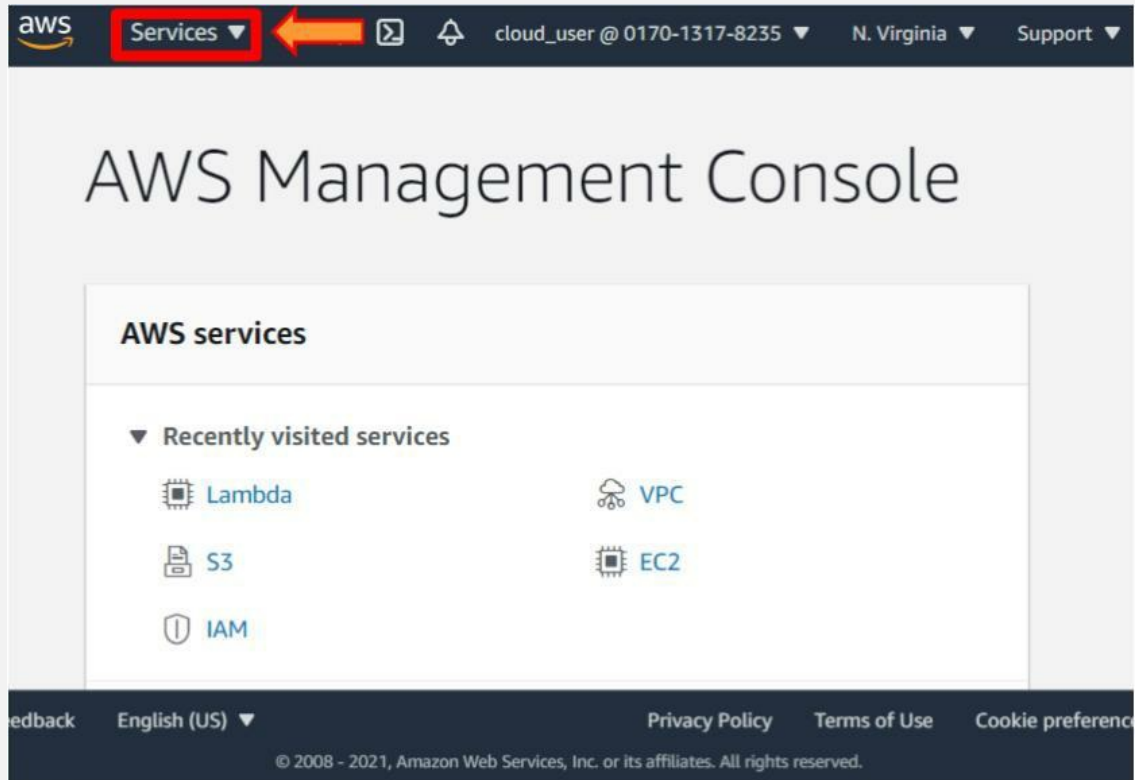 aws Services ▼ cloud_user @ 0170-1317-8235 ▼ N. Virginia ▼ Support ▼
AWS Management Console
AWS services
▼ Recently visited services
Lambda VPC
S3 EC2
IAM
eedback English (US) ▼ Privacy Policy Terms of Use Cookie preference
© 2008 - 2021, Amazon Web Services, Inc. or its affiliates. All rights reserved.